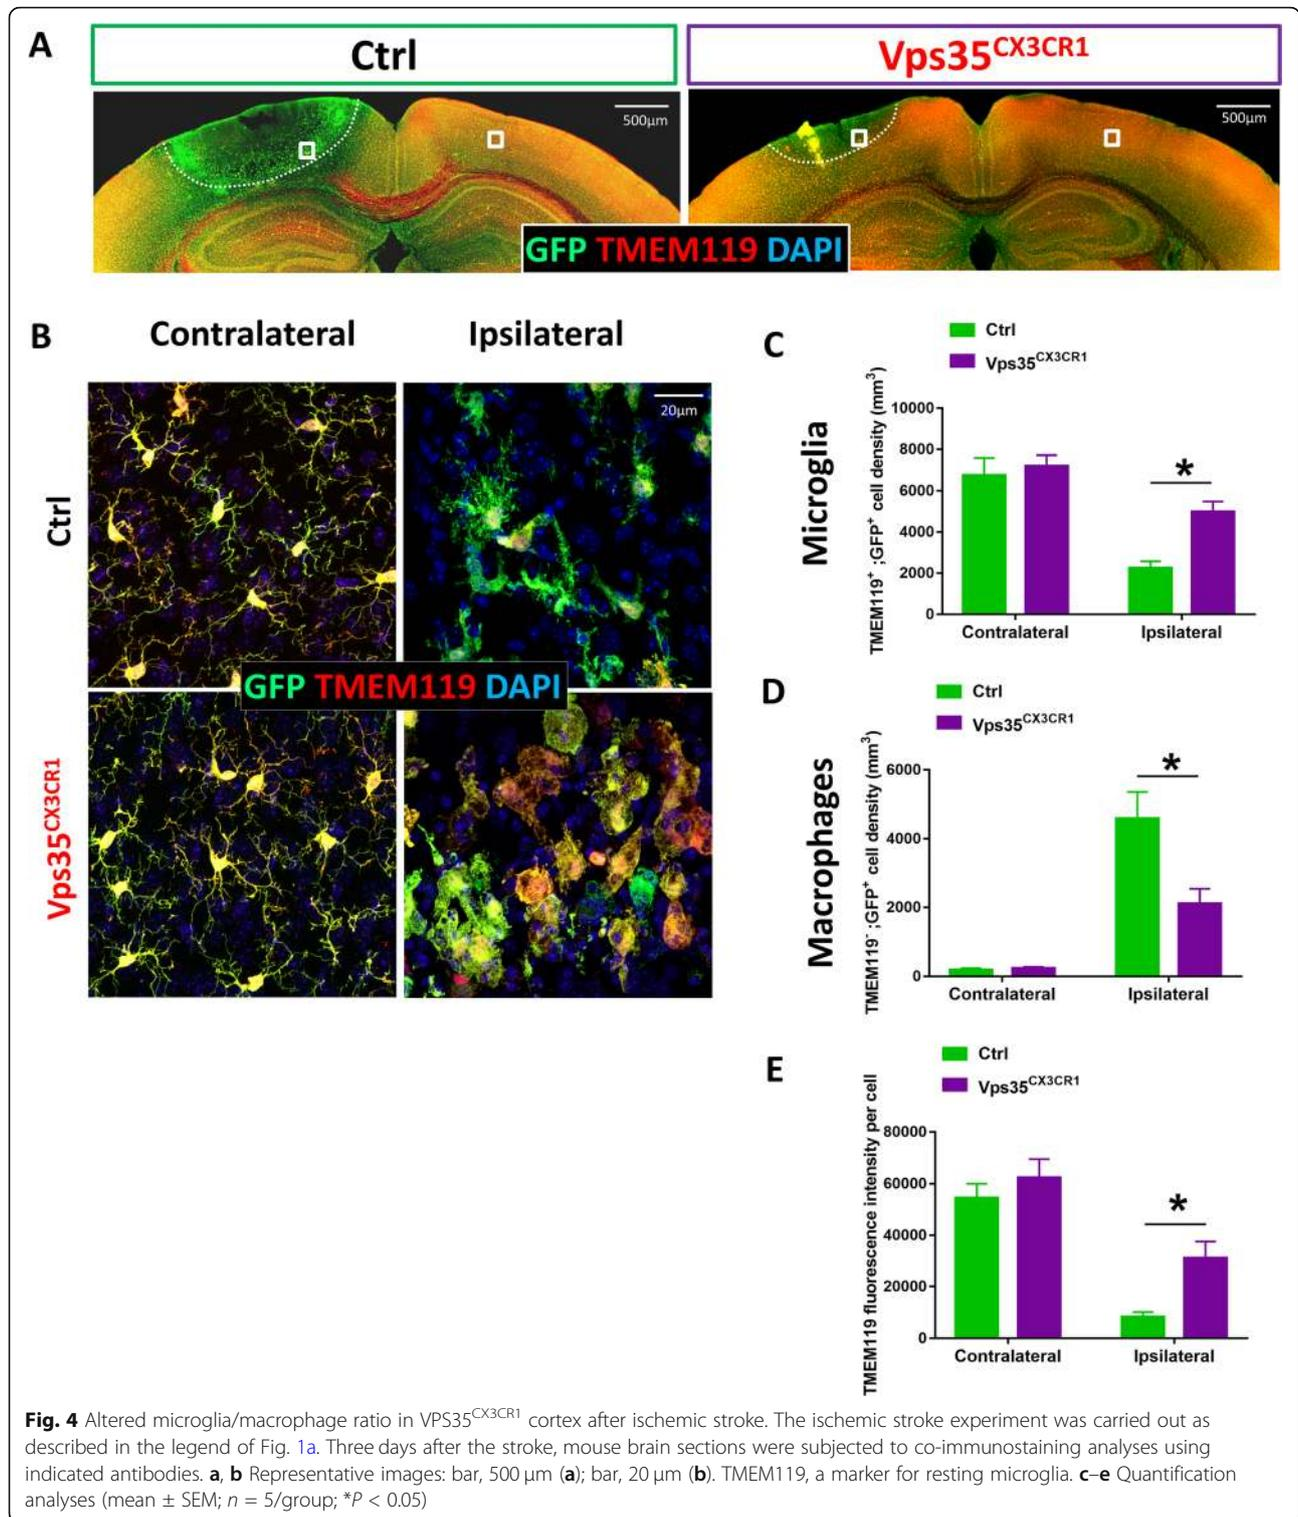 A
Ctrl
Vps35CX3CR1
500µm
500µm
GFP TMEM119 DAPI
B
Contralateral
Ipsilateral
20µm
Ctrl
GFP TMEM119 DAPI
Vps35CX3CR1
C
Ctrl
Vps35CX3CR1
Microglia
TMEM119+ ;GFP+ cell density (mm3)
10000
8000
6000
4000
2000
0
*
Contralateral
Ipsilateral
D
Ctrl
Vps35CX3CR1
Macrophages
TMEM119- ;GFP+ cell density (mm3)
6000
4000
2000
0
*
Contralateral
Ipsilateral
E
Ctrl
Vps35CX3CR1
TMEM119 fluorescence intensity per cell
80000
60000
40000
20000
0
*
Contralateral
Ipsilateral
Fig. 4 Altered microglia/macrophage ratio in VPS35CX3CR1 cortex after ischemic stroke. The ischemic stroke experiment was carried out as
described in the legend of Fig. 1a. Three days after the stroke, mouse brain sections were subjected to co-immunostaining analyses using
indicated antibodies. a, b Representative images: bar, 500 µm (a); bar, 20 µm (b). TMEM119, a marker for resting microglia. c–e Quantification
analyses (mean ± SEM; n = 5/group; *P < 0.05)